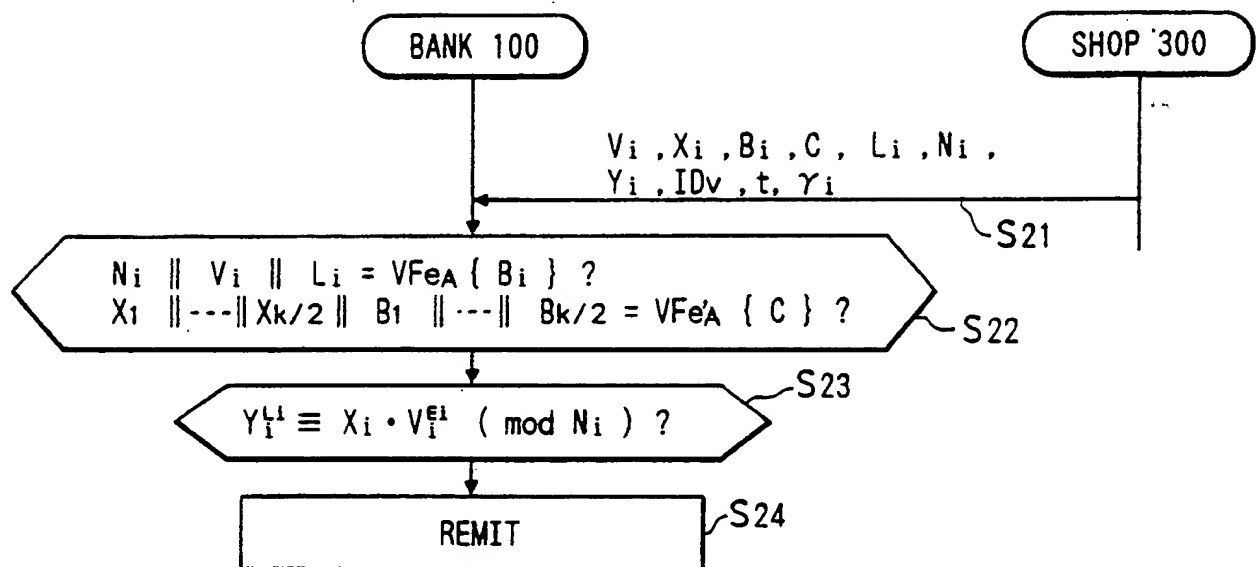 BANK 100
SHOP 300
Vi ,Xi ,Bi ,C , Li ,Ni ,
Yi ,IDv ,t, γi
S21
Ni ‖ Vi ‖ Li = VFeA { Bi } ?
X1 ‖---‖ Xk/2 ‖ B1 ‖---‖ Bk/2 = VFe'A { C } ?
S22
S23
Yi^Li ≡ Xi • Vi^Ei ( mod Ni ) ?
S24
REMIT